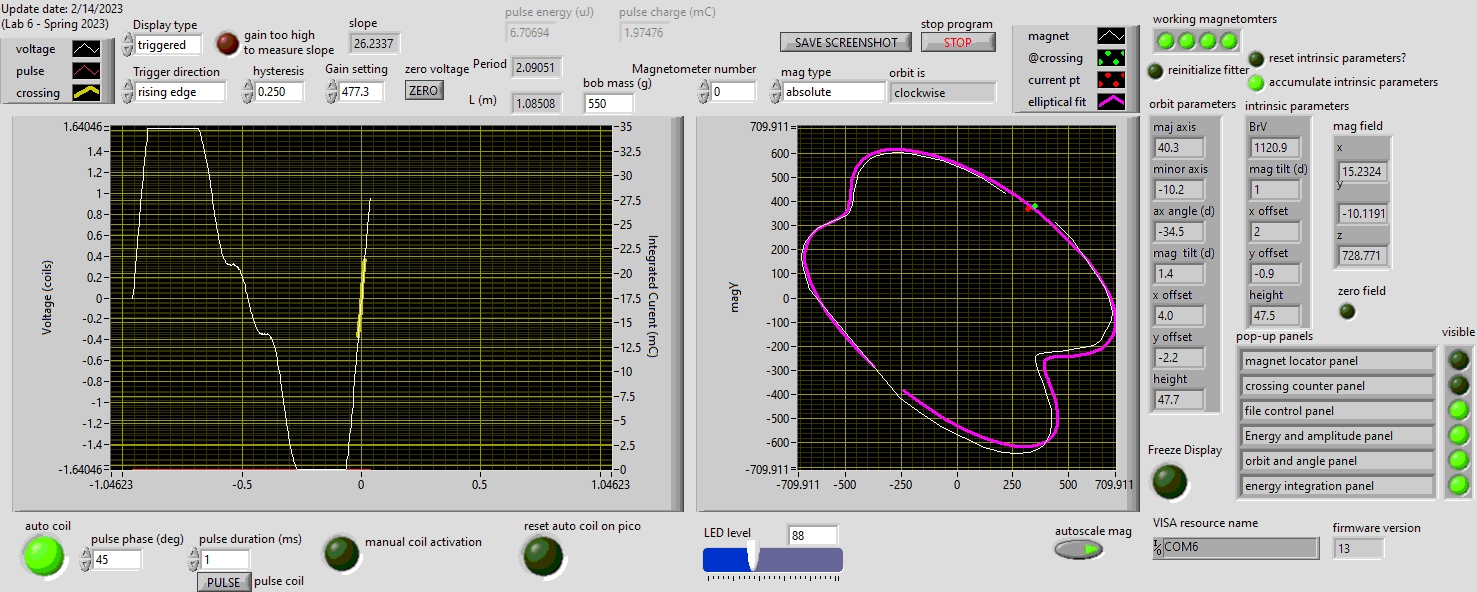 Update date: 2/14/2023
(Lab 6 - Spring 2023)
voltage
pulse
crossing
Display type
triggered
gain too high
to measure slope
slope
26.2337
Trigger direction
rising edge
hysteresis
0.250
Gain setting
477.3
zero voltage
ZERO
pulse energy (uJ)
6.70694
pulse charge (mC)
1.97476
Period
2.09051
L (m)
1.08508
bob mass (g)
550
Magnetometer number
0
mag type
absolute
orbit is
clockwise
SAVE SCREENSHOT
stop program
STOP
magnet
@crossing
current pt
elliptical fit
working magnetomters
reinitialize fitter
reset intrinsic parameters?
accumulate intrinsic parameters
Voltage (coils)
1.64046
1.4
1.2
1
0.8
0.6
0.4
0.2
0
-0.2
-0.4
-0.6
-0.8
-1
-1.2
-1.4
-1.64046
-1.04623
-0.5
0
0.5
1.04623
35
32.5
30
27.5
25
22.5
20
17.5
15
12.5
10
7.5
5
2.5
0
Integrated Current (mC)
magy
709.911
600
500
400
300
200
100
0
-100
-200
-300
-400
-500
-600
-709.911
-709.911
-500
-250
0
250
500
709.911
orbit parameters
maj axis
40.3
minor axis
-10.2
ax angle (d)
-34.5
mag tilt (d)
1.4
x offset
4.0
y offset
-2.2
height
47.7
intrinsic parameters
BrV
1120.9
mag tilt (d)
1
x offset
2
y offset
-0.9
height
47.5
mag field
x
15.2324
y
-10.1191
z
728.771
zero field
pop-up panels
visible
magnet locator panel
crossing counter panel
file control panel
Energy and amplitude panel
orbit and angle panel
energy integration panel
Freeze Display
auto coil
pulse phase (deg)
45
pulse duration (ms)
1
PULSE
pulse coil
manual coil activation
reset auto coil on pico
LED level
88
autoscale mag
VISA resource name
COM6
firmware version
13